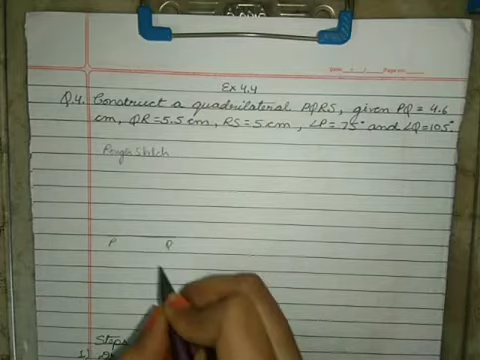 Ex 4.4
Q.4. Construct a quadrilateral PQRS, given PQ = 4.6
cm, QR = 5.5 cm, RS = 5 cm, ∠P = 75° and ∠Q = 105°.
Rough Sketch
P Q
Steps
1)